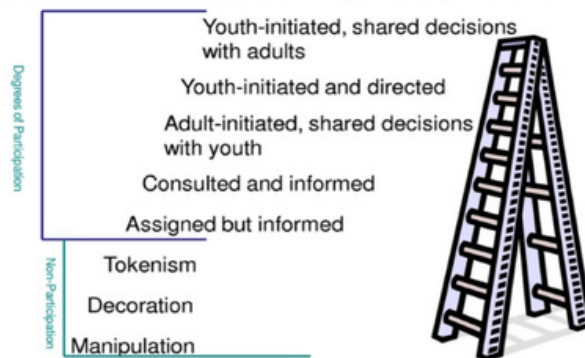 Youth-initiated, shared decisions
with adults
Youth-initiated and directed
Adult-initiated, shared decisions
with youth
Consulted and informed
Assigned but informed
Tokenism
Decoration
Manipulation
Degrees of Participation
Non-Participation